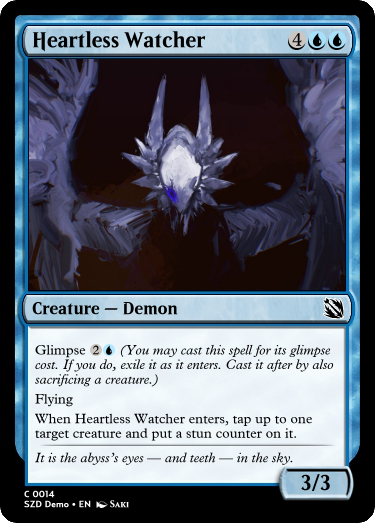 Heartless Watcher 4
Creature — Demon
Glimpse 2 (You may cast this spell for its glimpse
cost. If you do, exile it as it enters. Cast it after by also
sacrificing a creature.)
Flying
When Heartless Watcher enters, tap up to one
target creature and put a stun counter on it.
It is the abyss's eyes — and teeth — in the sky.
3/3
C 0014
SZD Demo • EN SAKI